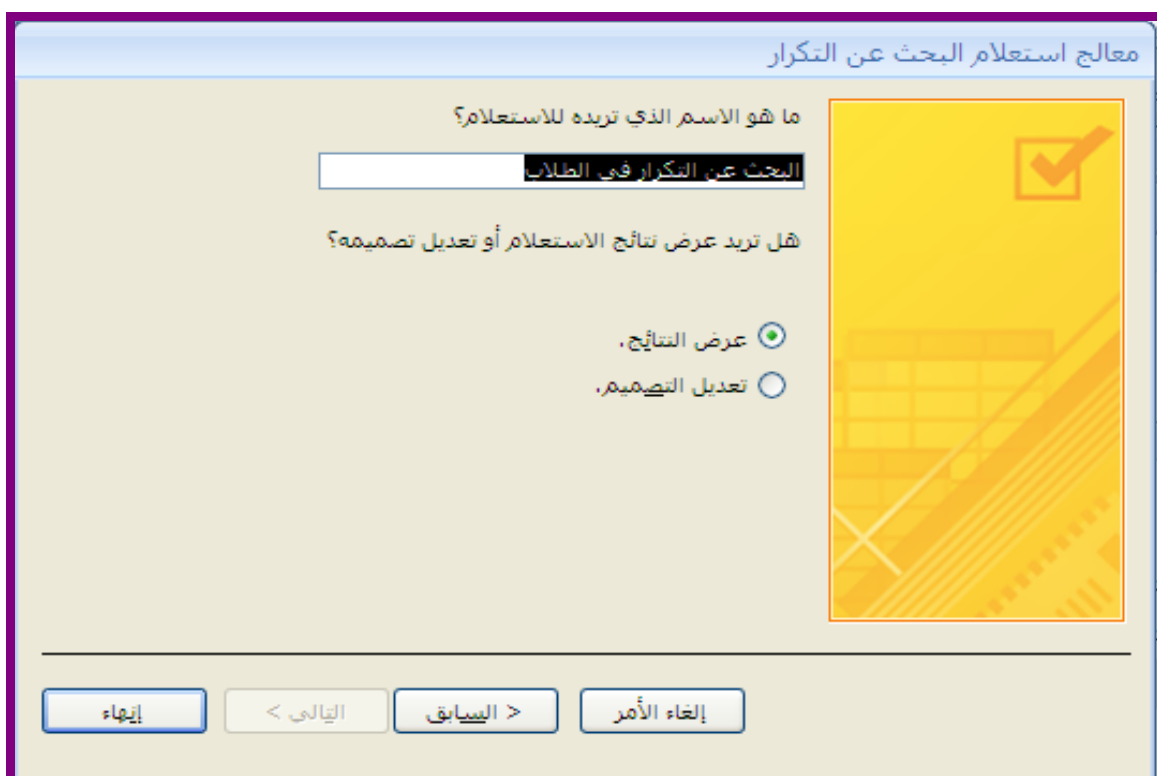 معالج استعلام البحث عن التكرار
ما هو الاسم الذي تريده للاستعلام؟
البحث عن التكرار في الطلاب
هل تريد عرض نتائج الاستعلام أو تعديل تصميمه؟
عرض النتائج.
تعديل التصميم.
إلغاء الأمر
< السابق
التالي >
إنهاء